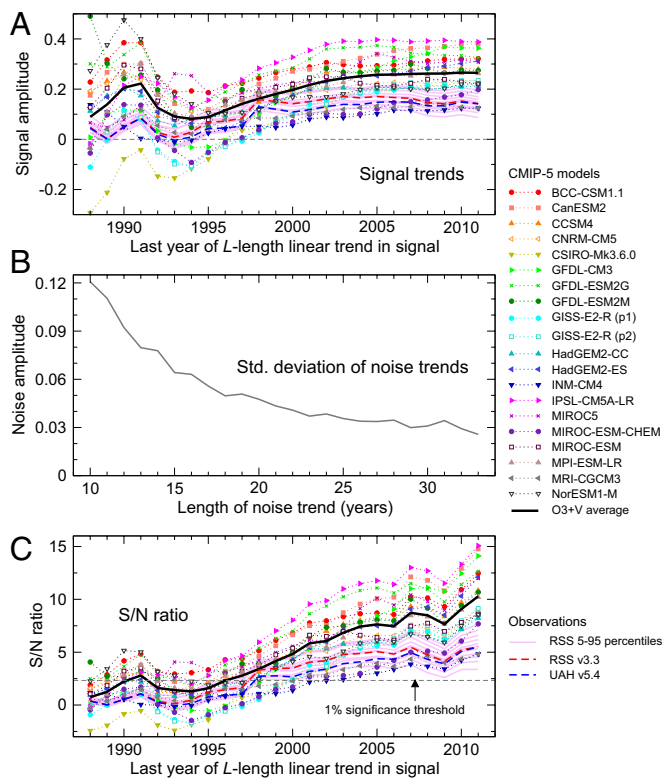 A
Signal amplitude
0.4
0.2
0
-0.2
Signal trends
1990
1995
2000
2005
2010
Last year of L-length linear trend in signal
B
Noise amplitude
0.12
0.09
0.06
0.03
0
Std. deviation of noise trends
10
15
20
25
30
Length of noise trend (years)
C
S/N ratio
15
10
5
0
S/N ratio
1% significance threshold
1990
1995
2000
2005
2010
Last year of L-length linear trend in signal
CMIP-5 models
BCC-CSM1.1
CanESM2
CCSM4
CNRM-CM5
CSIRO-Mk3.6.0
GFDL-CM3
GFDL-ESM2G
GFDL-ESM2M
GISS-E2-R (p1)
GISS-E2-R (p2)
HadGEM2-CC
HadGEM2-ES
INM-CM4
IPSL-CM5A-LR
MIROC5
MIROC-ESM-CHEM
MIROC-ESM
MPI-ESM-LR
MRI-CGCM3
NorESM1-M
O3+V average
Observations
RSS 5-95 percentiles
RSS v3.3
UAH v5.4